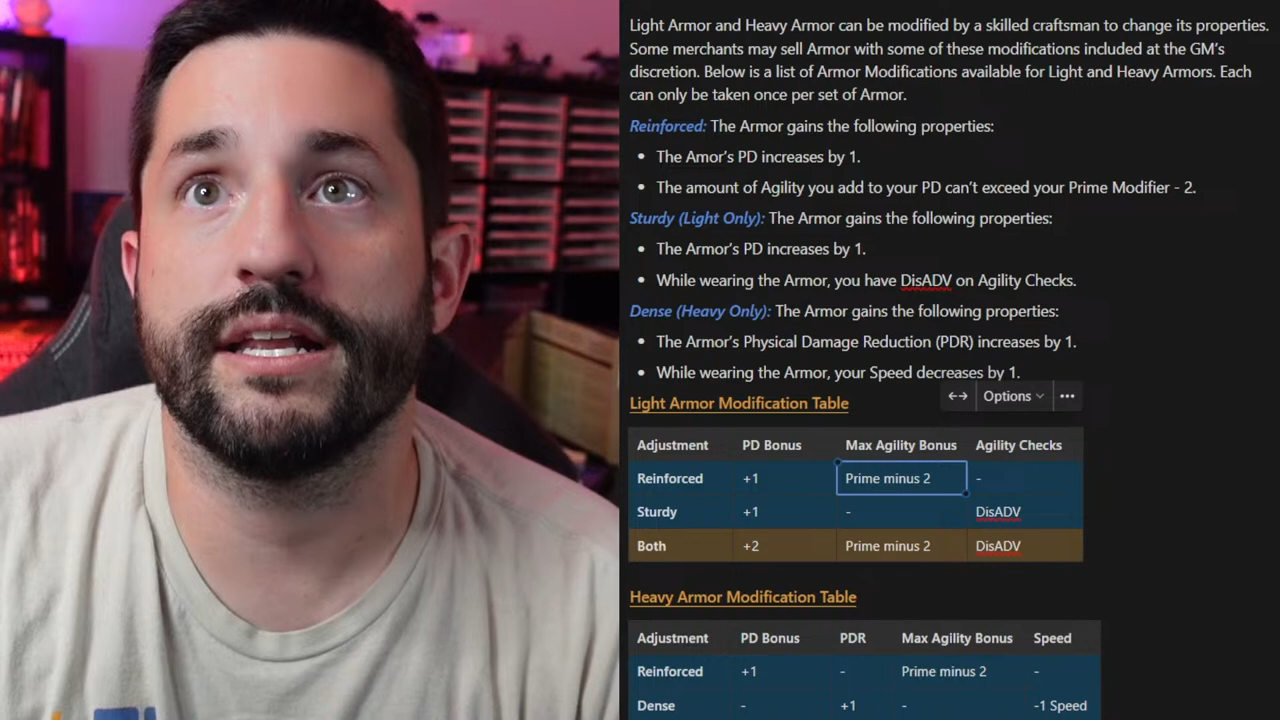 Light Armor and Heavy Armor can be modified by a skilled craftsman to change its properties.
Some merchants may sell Armor with some of these modifications included at the GM's
discretion. Below is a list of Armor Modifications available for Light and Heavy Armors. Each
can only be taken once per set of Armor.
Reinforced: The Armor gains the following properties:
• The Amor's PD increases by 1.
• The amount of Agility you add to your PD can't exceed your Prime Modifier - 2.
Sturdy (Light Only): The Armor gains the following properties:
• The Armor's PD increases by 1.
• While wearing the Armor, you have DisADV on Agility Checks.
Dense (Heavy Only): The Armor gains the following properties:
• The Armor's Physical Damage Reduction (PDR) increases by 1.
• While wearing the Armor, your Speed decreases by 1.
Options
Light Armor Modification Table
Adjustment PD Bonus Max Agility Bonus Agility Checks
Reinforced +1 Prime minus 2 -
Sturdy +1 - DisADV
Both +2 Prime minus 2 DisADV
Heavy Armor Modification Table
Adjustment PD Bonus PDR Max Agility Bonus Speed
Reinforced +1 - Prime minus 2 -
Dense - +1 - -1 Speed